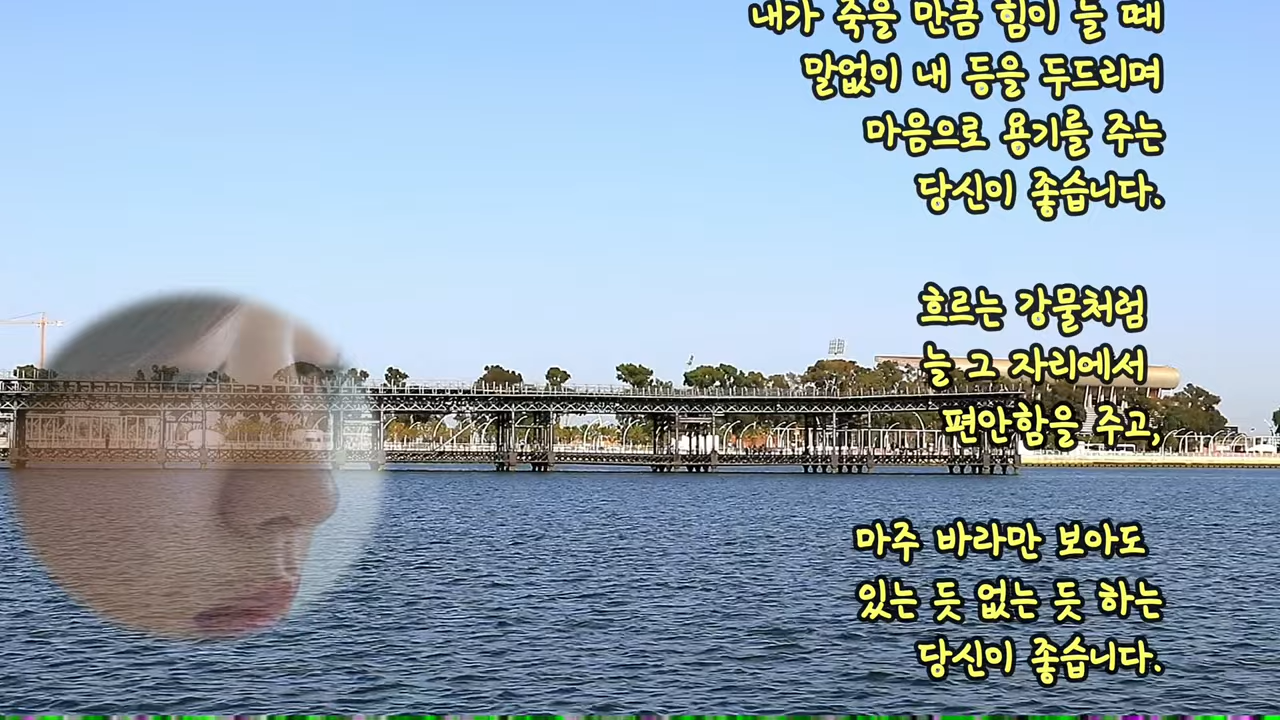 내가 죽을 만큼 힘이 들 때
말없이 내 등을 두드리며
마음으로 용기를 주는
당신이 좋습니다.
흐르는 강물처럼
늘 그 자리에서
편안함을 주고,
마주 바라만 보아도
있는 듯 없는 듯 하는
당신이 좋습니다.